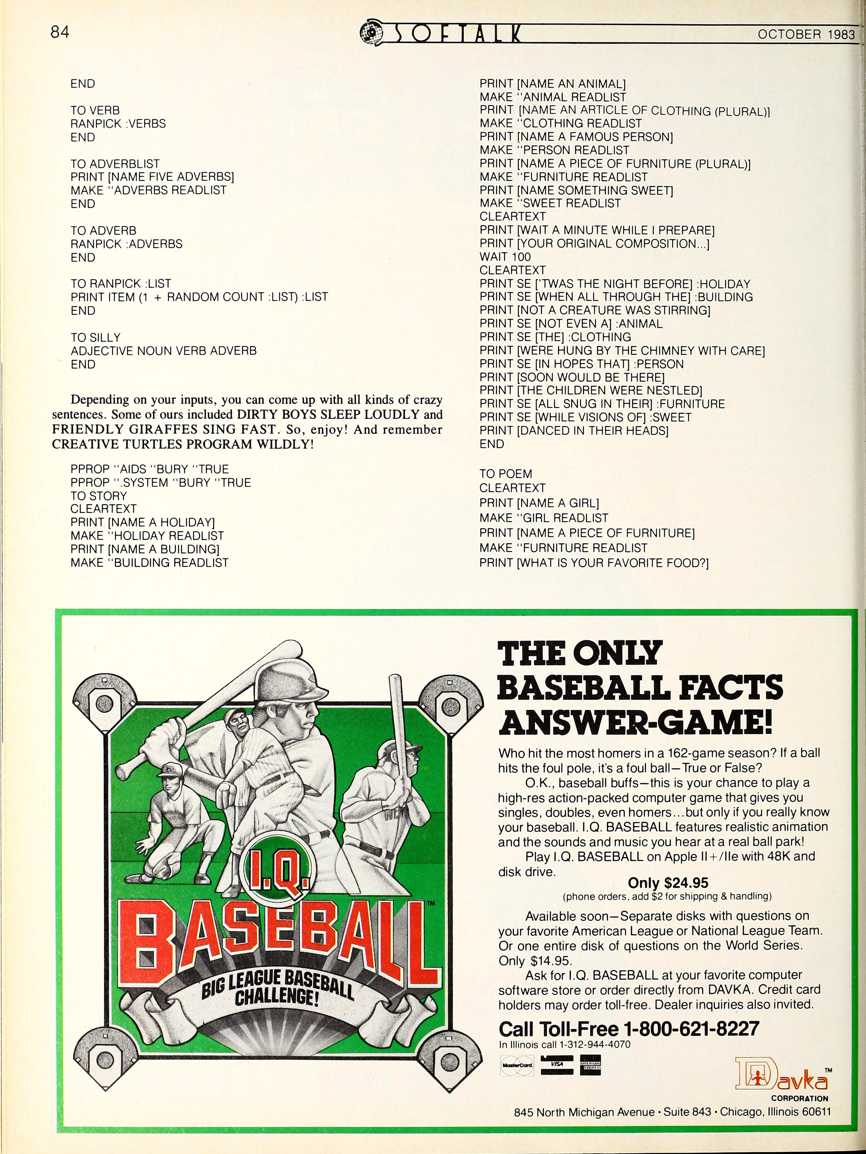 84
SOFTALK
OCTOBER 1983
END
TO VERB
RANPICK :VERBS
END
TO ADVERBLIST
PRINT [NAME FIVE ADVERBS]
MAKE "ADVERBS READLIST
END
TO ADVERB
RANPICK :ADVERBS
END
TO RANPICK :LIST
PRINT ITEM (1 + RANDOM COUNT :LIST) :LIST
END
TO SILLY
ADJECTIVE NOUN VERB ADVERB
END
Depending on your inputs, you can come up with all kinds of crazy
sentences. Some of ours included DIRTY BOYS SLEEP LOUDLY and
FRIENDLY GIRAFFES SING FAST. So, enjoy! And remember
CREATIVE TURTLES PROGRAM WILDLY!
PPROP "AIDS "BURY "TRUE
PPROP ".SYSTEM "BURY "TRUE
TO STORY
CLEARTEXT
PRINT [NAME A HOLIDAY]
MAKE "HOLIDAY READLIST
PRINT [NAME A BUILDING]
MAKE "BUILDING READLIST
PRINT [NAME AN ANIMAL]
MAKE "ANIMAL READLIST
PRINT [NAME AN ARTICLE OF CLOTHING (PLURAL)]
MAKE "CLOTHING READLIST
PRINT [NAME A FAMOUS PERSON]
MAKE "PERSON READLIST
PRINT [NAME A PIECE OF FURNITURE (PLURAL)]
MAKE "FURNITURE READLIST
PRINT [NAME SOMETHING SWEET]
MAKE "SWEET READLIST
CLEARTEXT
PRINT [WAIT A MINUTE WHILE I PREPARE]
PRINT [YOUR ORIGINAL COMPOSITION...]
WAIT 100
CLEARTEXT
PRINT SE ['TWAS THE NIGHT BEFORE] :HOLIDAY
PRINT SE [WHEN ALL THROUGH THE] :BUILDING
PRINT [NOT A CREATURE WAS STIRRING]
PRINT SE [NOT EVEN A] :ANIMAL
PRINT SE [THE] :CLOTHING
PRINT [WERE HUNG BY THE CHIMNEY WITH CARE]
PRINT SE [IN HOPES THAT] :PERSON
PRINT [SOON WOULD BE THERE]
PRINT [THE CHILDREN WERE NESTLED]
PRINT SE [ALL SNUG IN THEIR] :FURNITURE
PRINT SE [WHILE VISIONS OF] :SWEET
PRINT [DANCED IN THEIR HEADS]
END
TO POEM
CLEARTEXT
PRINT [NAME A GIRL]
MAKE "GIRL READLIST
PRINT [NAME A PIECE OF FURNITURE]
MAKE "FURNITURE READLIST
PRINT [WHAT IS YOUR FAVORITE FOOD?]
I.Q.
BASEBALL™
BIG LEAGUE BASEBALL
CHALLENGE!
THE ONLY
BASEBALL FACTS
ANSWER-GAME!
Who hit the most homers in a 162-game season? If a ball
hits the foul pole, it's a foul ball—True or False?
O.K., baseball buffs—this is your chance to play a
high-res action-packed computer game that gives you
singles, doubles, even homers...but only if you really know
your baseball. I.Q. BASEBALL features realistic animation
and the sounds and music you hear at a real ball park!
Play I.Q. BASEBALL on Apple II+/IIe with 48K and
disk drive.
Only $24.95
(phone orders, add $2 for shipping & handling)
Available soon—Separate disks with questions on
your favorite American League or National League Team.
Or one entire disk of questions on the World Series.
Only $14.95.
Ask for I.Q. BASEBALL at your favorite computer
software store or order directly from DAVKA. Credit card
holders may order toll-free. Dealer inquiries also invited.
Call Toll-Free 1-800-621-8227
In Illinois call 1-312-944-4070
MasterCard VISA AMERICAN EXPRESS
Davka™
CORPORATION
845 North Michigan Avenue • Suite 843 • Chicago, Illinois 60611